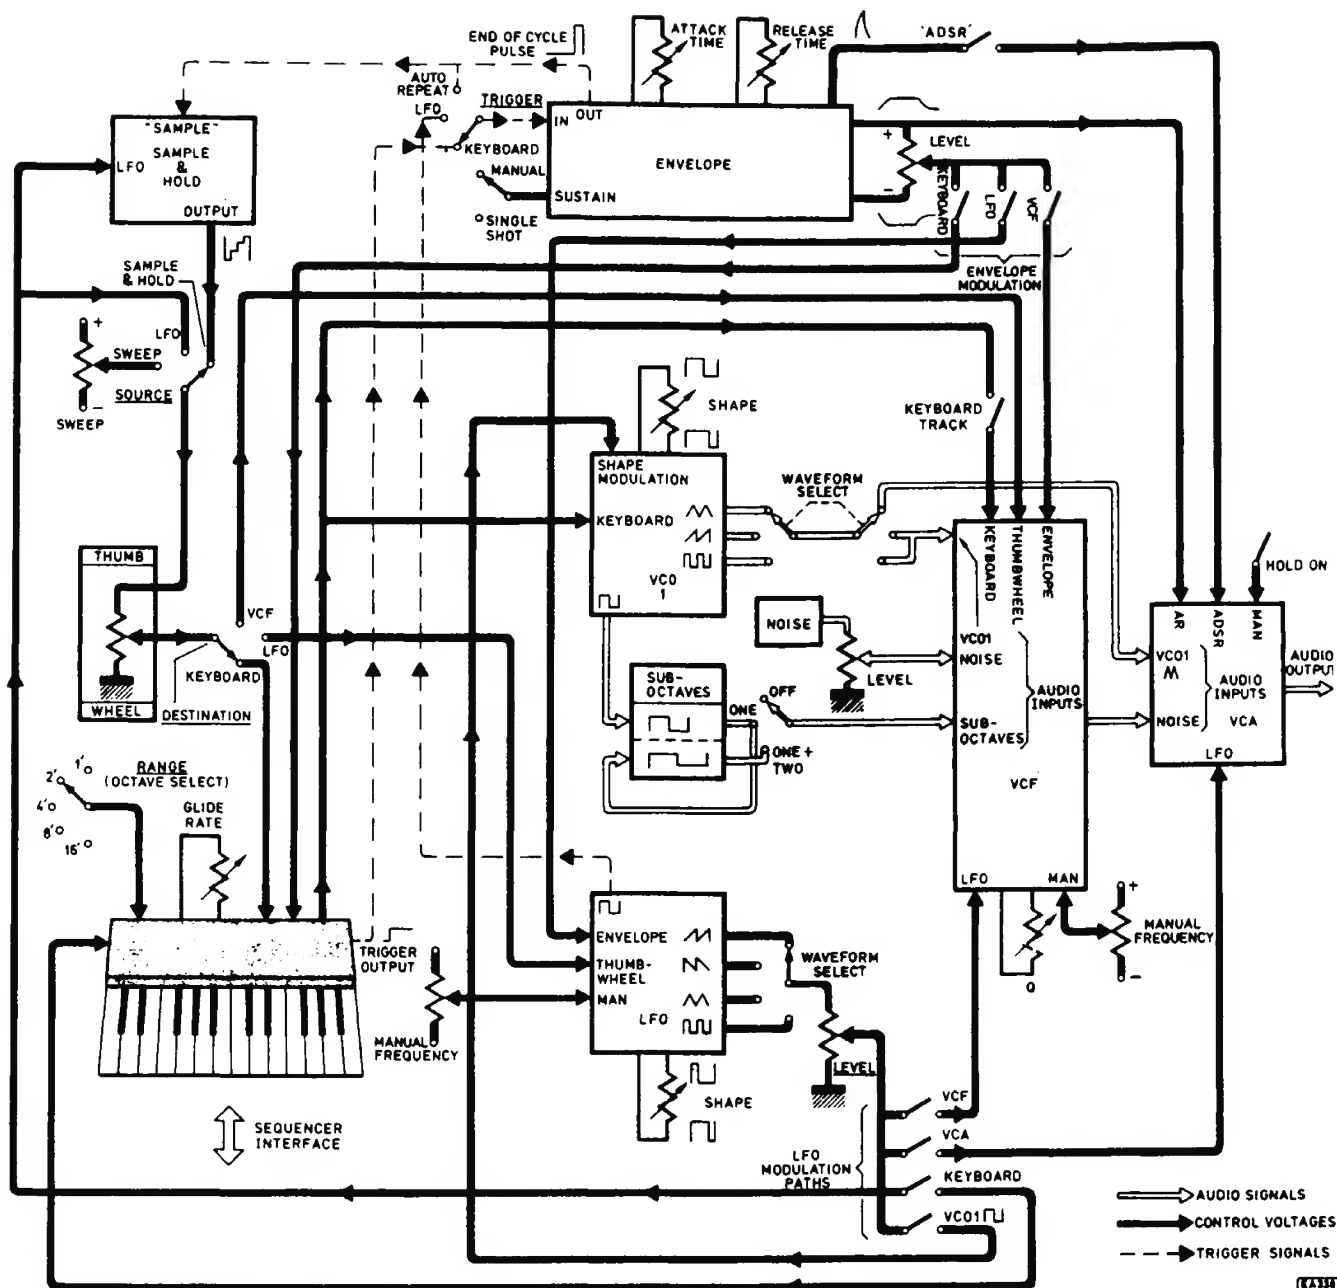 END OF CYCLE
PULSE
ATTACK
TIME
RELEASE
TIME
'ADSR'
AUTO
REPEAT
LFO
TRIGGER
IN
OUT
KEYBOARD
ENVELOPE
MANUAL
SUSTAIN
SINGLE
SHOT
+
LEVEL
-
KEYBOARD
LFO
VCF
ENVELOPE
MODULATION
"SAMPLE"
SAMPLE
&
HOLD
LFO
OUTPUT
SAMPLE
& HOLD
+
LFO
SWEEP
SOURCE
-
SWEEP
SHAPE
SHAPE
MODULATION
KEYBOARD
VCO
1
WAVEFORM
SELECT
KEYBOARD
TRACK
KEYBOARD
THUMBWHEEL
ENVELOPE
HOLD ON
AR
ADSR
MAN
VCO1
AUDIO
INPUTS
NOISE
VCA
LFO
AUDIO
OUTPUT
THUMB
WHEEL
VCF
LFO
KEYBOARD
DESTINATION
NOISE
LEVEL
VCO1
NOISE
AUDIO
INPUTS
SUB-
OCTAVES
VCF
LFO
MAN
SUB-
OCTAVES
ONE
OFF
ONE +
TWO
RANGE
(OCTAVE SELECT)
1'
2'
4'
8'
16'
GLIDE
RATE
TRIGGER
OUTPUT
MANUAL
FREQUENCY
ENVELOPE
THUMB-
WHEEL
MAN
LFO
WAVEFORM
SELECT
LEVEL
SHAPE
Q
+
MANUAL
FREQUENCY
-
SEQUENCER
INTERFACE
LFO
MODULATION
PATHS
VCF
VCA
KEYBOARD
VCO1
AUDIO SIGNALS
CONTROL VOLTAGES
TRIGGER SIGNALS